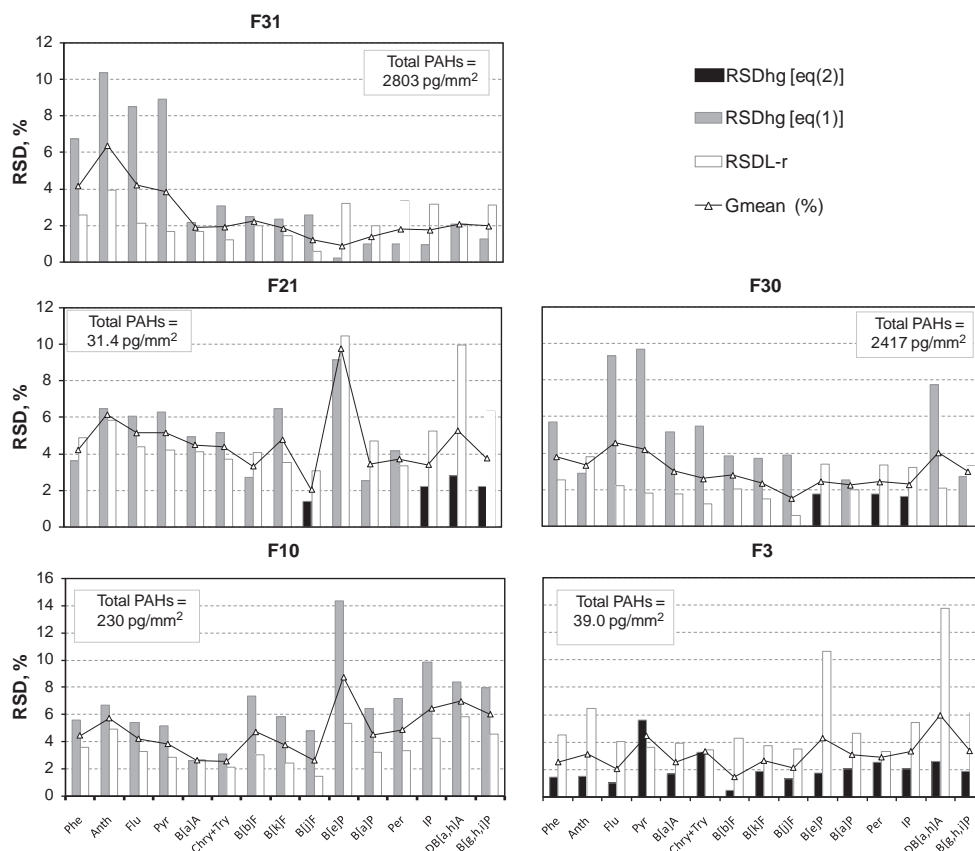 F31
12
10
8
6
4
2
0
RSD, %
Total PAHs =
2803 pg/mm²
RSDhg [eq(2)]
RSDhg [eq(1)]
RSDL-r
Gmean (%)
F21
12
10
8
6
4
2
0
RSD, %
Total PAHs =
31.4 pg/mm²
F30
Total PAHs =
2417 pg/mm²
F10
16
14
12
10
8
6
4
2
0
RSD, %
Total PAHs =
230 pg/mm²
Phe
Anth
Flu
Pyr
B[a]A
Chry+Try
B[b]F
B[k]F
B[j]F
B[e]P
B[a]P
Per
IP
DB[a,h]A
B[g,h,i]P
F3
Total PAHs =
39.0 pg/mm²
Phe
Anth
Flu
Pyr
B[a]A
Chry+Try
B[b]F
B[k]F
B[j]F
B[e]P
B[a]P
Per
IP
DB[a,h]A
B[g,h,i]P